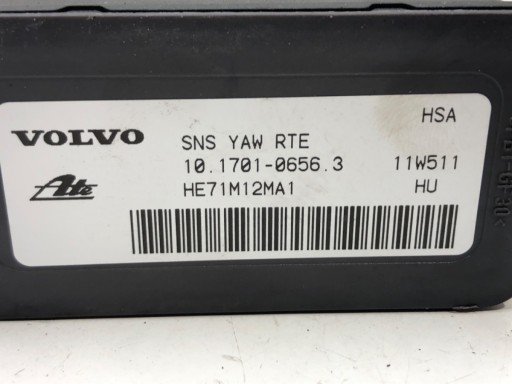 HSA
VOLVO SNS YAW RTE
10.1701-0656.3 11W511
Ate HE71M12MA1 HU